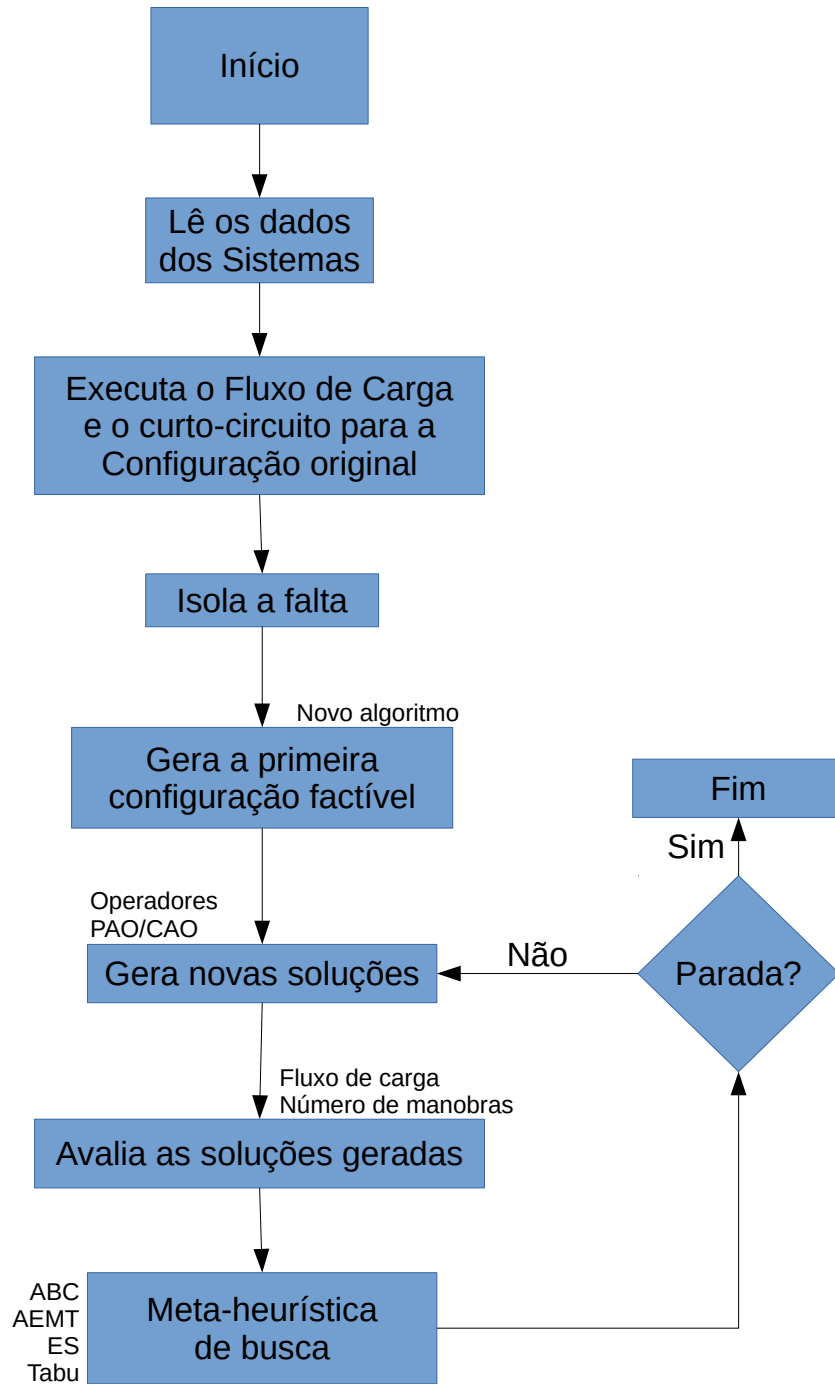 Início
Lê os dados
dos Sistemas
Executa o Fluxo de Carga
e o curto-circuito para a
Configuração original
Isola a falta
Novo algoritmo
Gera a primeira
configuração factível
Fim
Sim
Operadores
PAO/CAO
Gera novas soluções
Não
Parada?
Fluxo de carga
Número de manobras
Avalia as soluções geradas
ABC
AEMT
ES
Tabu
Meta-heurística
de busca